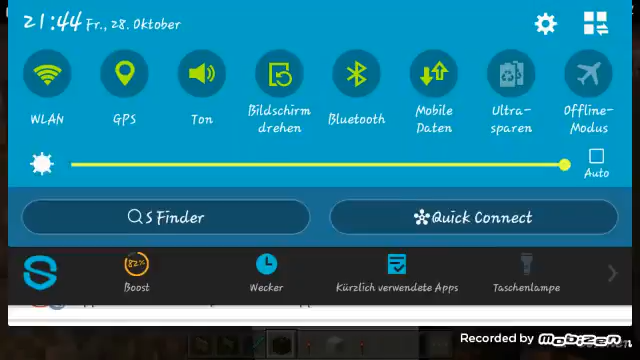 21:44 Fr., 28. Oktober
WLAN
GPS
Ton
Bildschirm
drehen
Bluetooth
Mobile
Daten
Ultra-
sparen
Offline-
Modus
Auto
S Finder
Quick Connect
82%
Boost
Wecker
Kürzlich verwendete Apps
Taschenlampe
Recorded by MOBIZEN